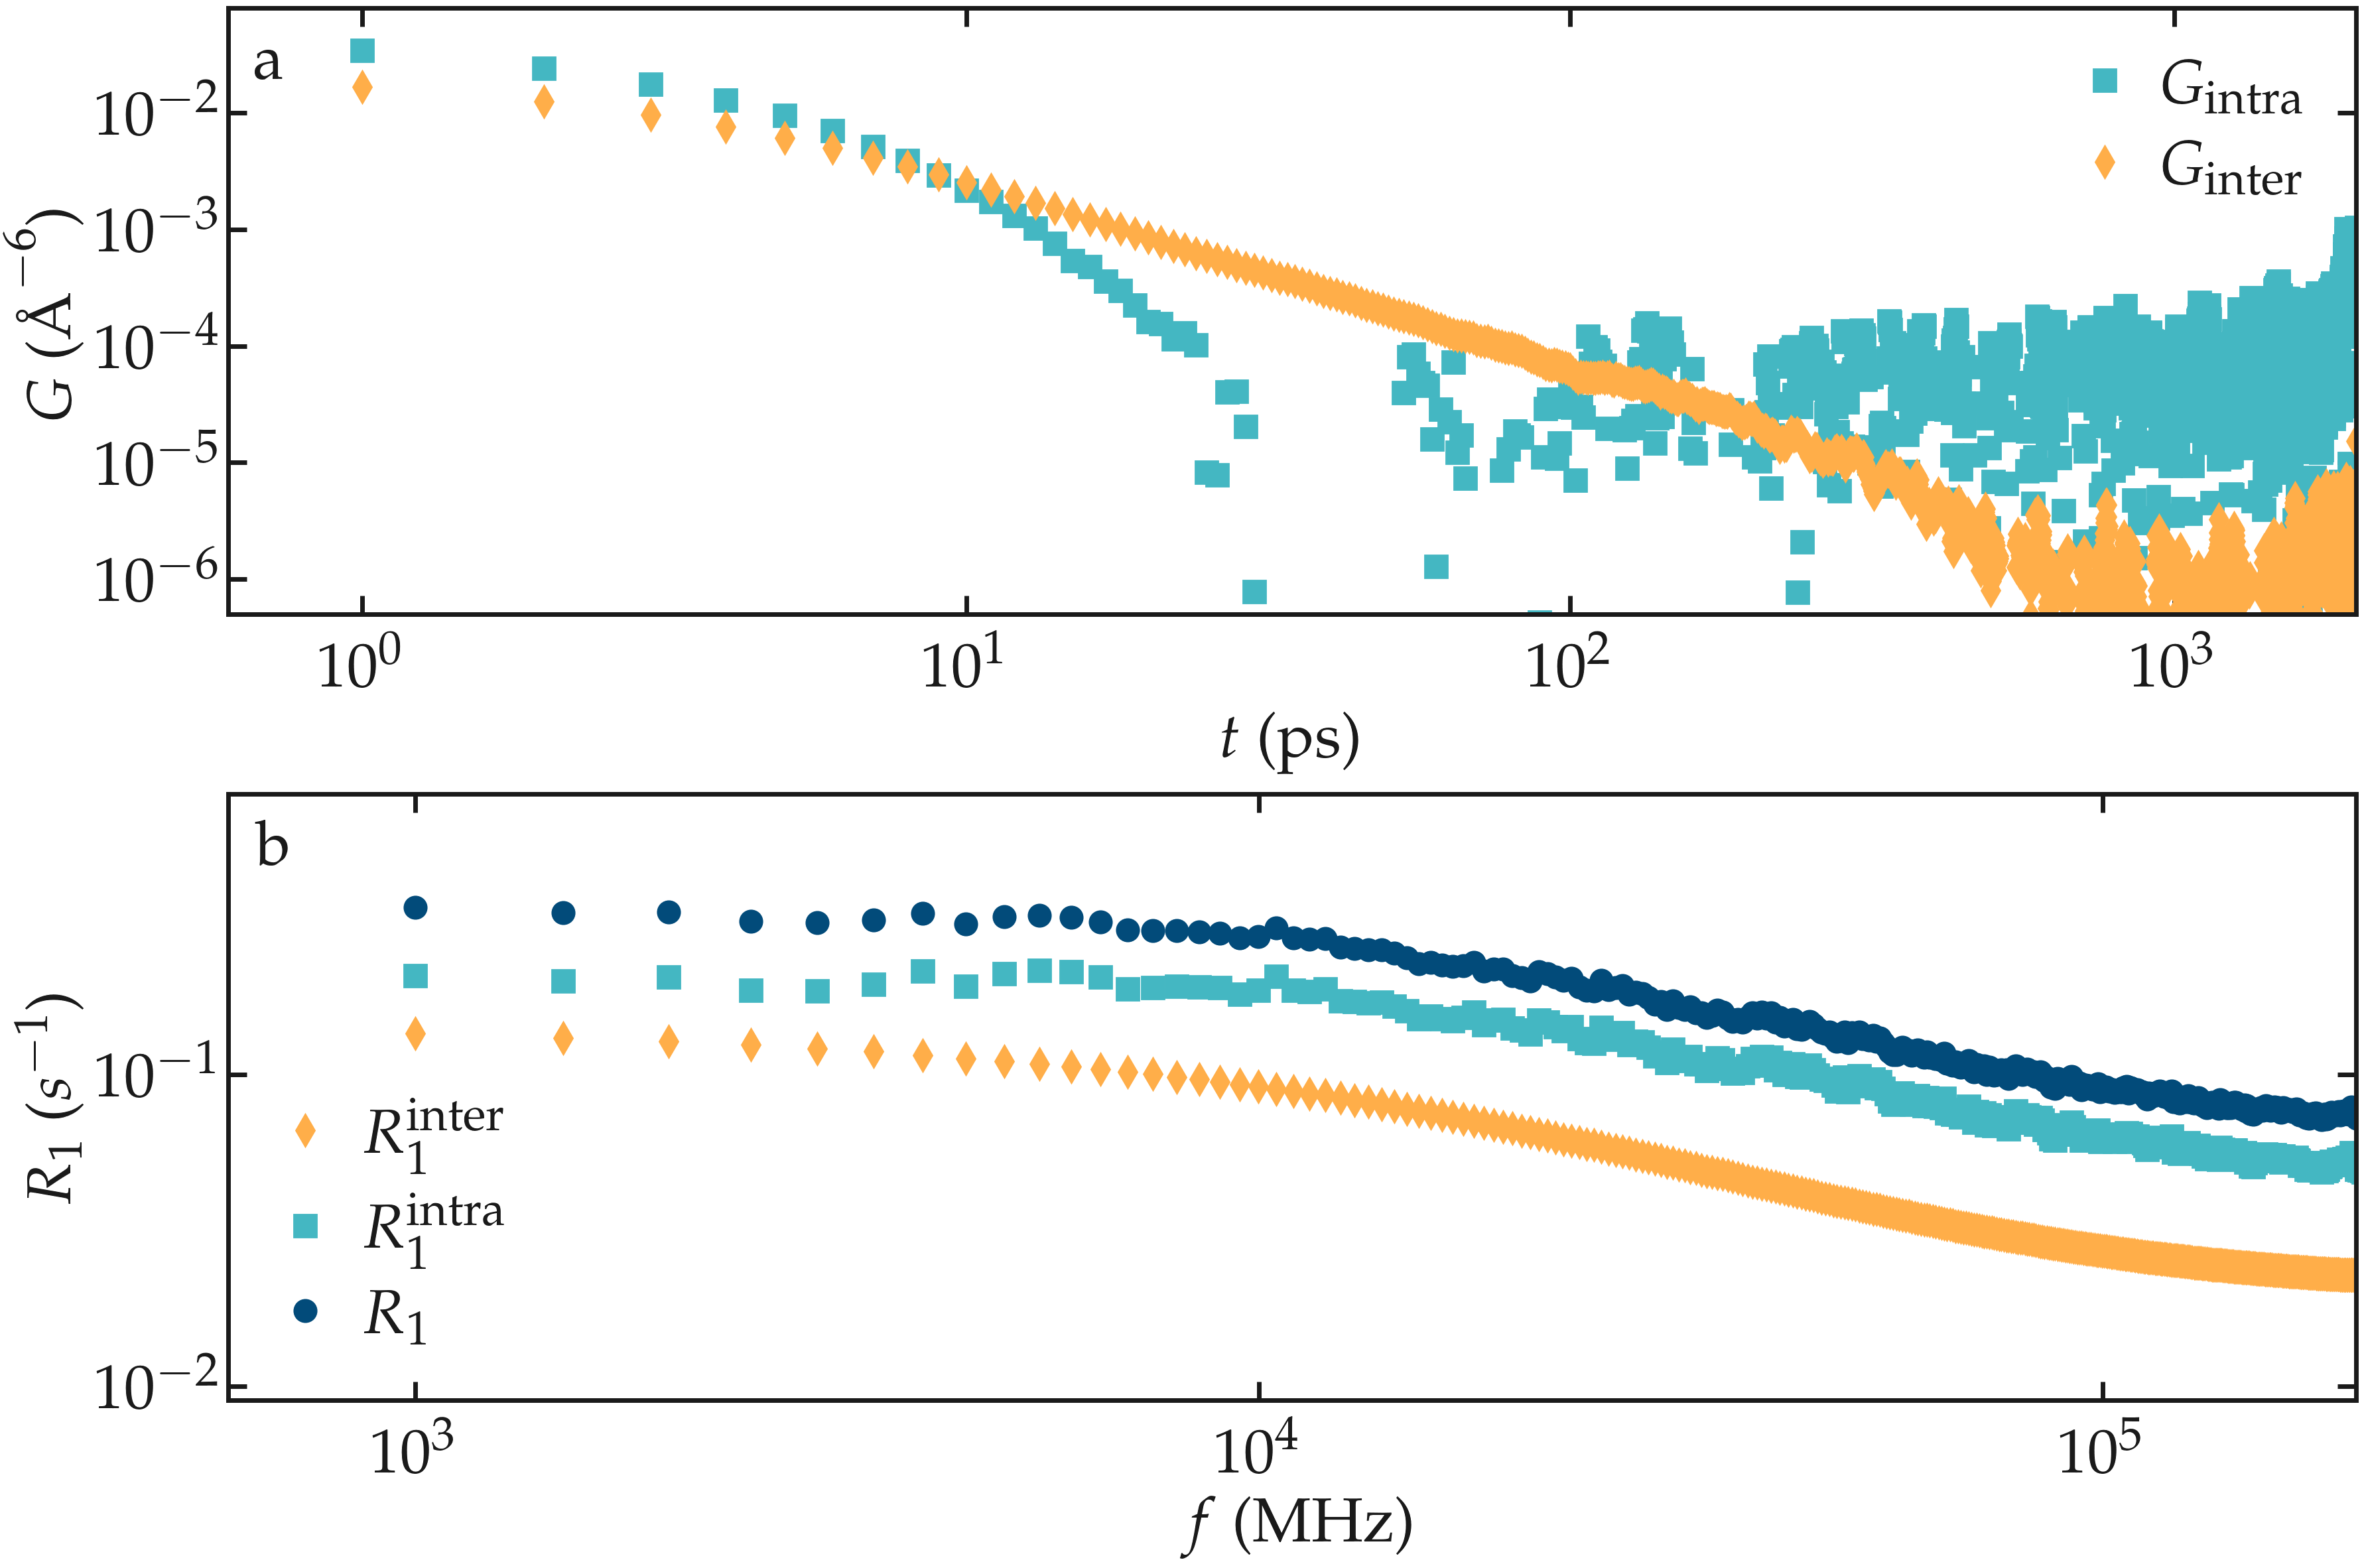 a
G_intra
G_inter
10^−2
10^−3
10^−4
10^−5
10^−6
G (Å^−6)
10^0 10^1 10^2 10^3
t (ps)
b
10^−1
10^−2
R_1 (s^−1)
R_1^inter
R_1^intra
R_1
10^3 10^4 10^5
f (MHz)